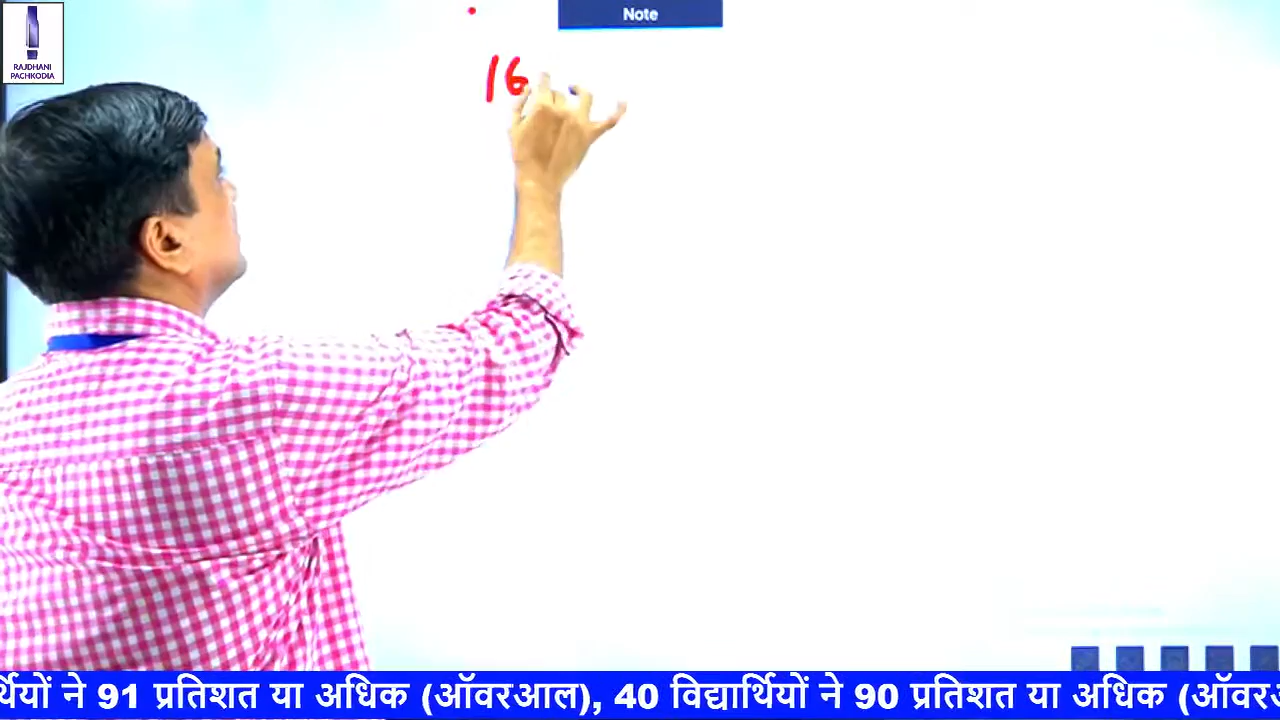 Note
RAJDHANI
PACHKODIA
16
र्थियों ने 91 प्रतिशत या अधिक (ऑवरआल), 40 विद्यार्थियों ने 90 प्रतिशत या अधिक (ऑवर